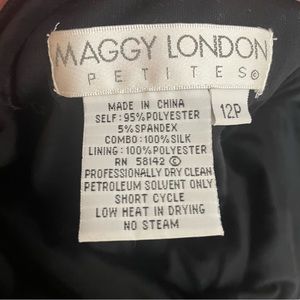 MAGGY LONDON
PETITES©
12P
MADE IN CHINA
SELF: 95% POLYESTER
5% SPANDEX
COMBO: 100% SILK
LINING: 100% POLYESTER
RN 58142 ©
PROFESSIONALLY DRY CLEAN
PETROLEUM SOLVENT ONLY
SHORT CYCLE
LOW HEAT IN DRYING
NO STEAM